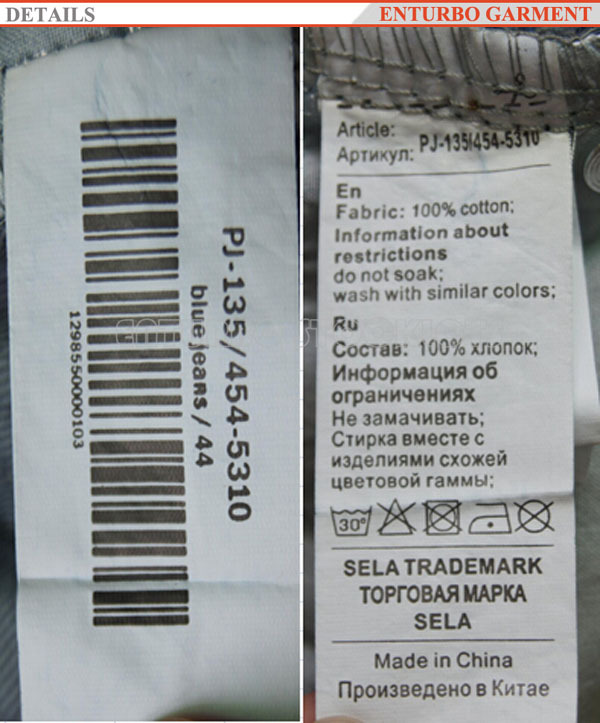 DETAILS
ENTURBO GARMENT
PJ-135/454-5310
blue jeans/44
1298550000103
Article:
Артикул: PJ-135/454-5310
En
Fabric: 100% cotton;
Information about
restrictions
do not soak;
wash with similar colors;
Ru
Состав: 100% хлопок;
Информация об
ограничениях
Не замачивать;
Стирка вместе с
изделиями схожей
цветовой гаммы;
30°
SELA TRADEMARK
ТОРГОВАЯ МАРКА
SELA
Made in China
Произведено в Китае